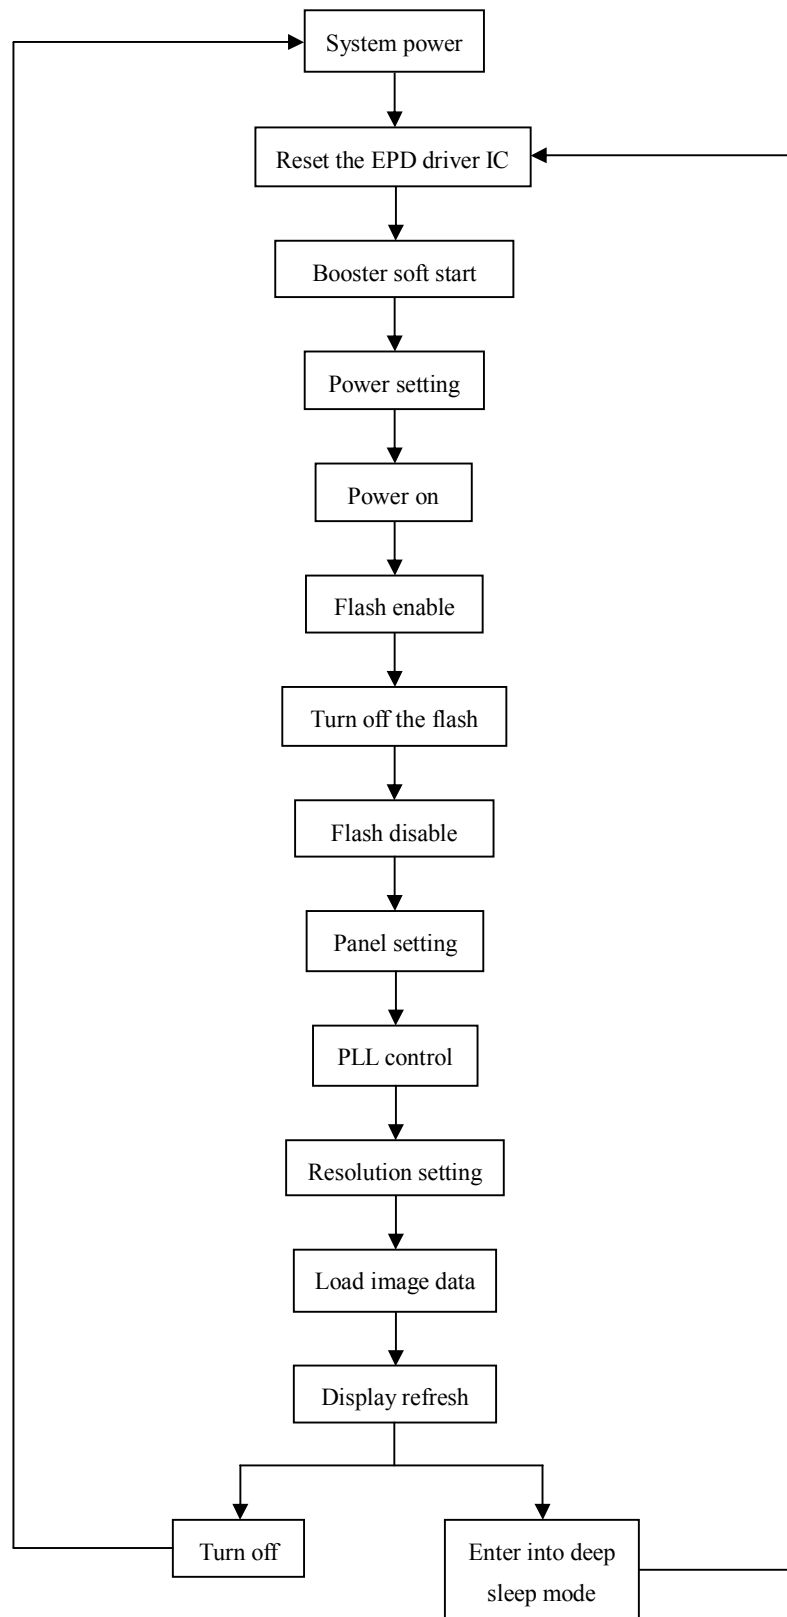 System power
Reset the EPD driver IC
Booster soft start
Power setting
Power on
Flash enable
Turn off the flash
Flash disable
Panel setting
PLL control
Resolution setting
Load image data
Display refresh
Turn off
Enter into deep
sleep mode